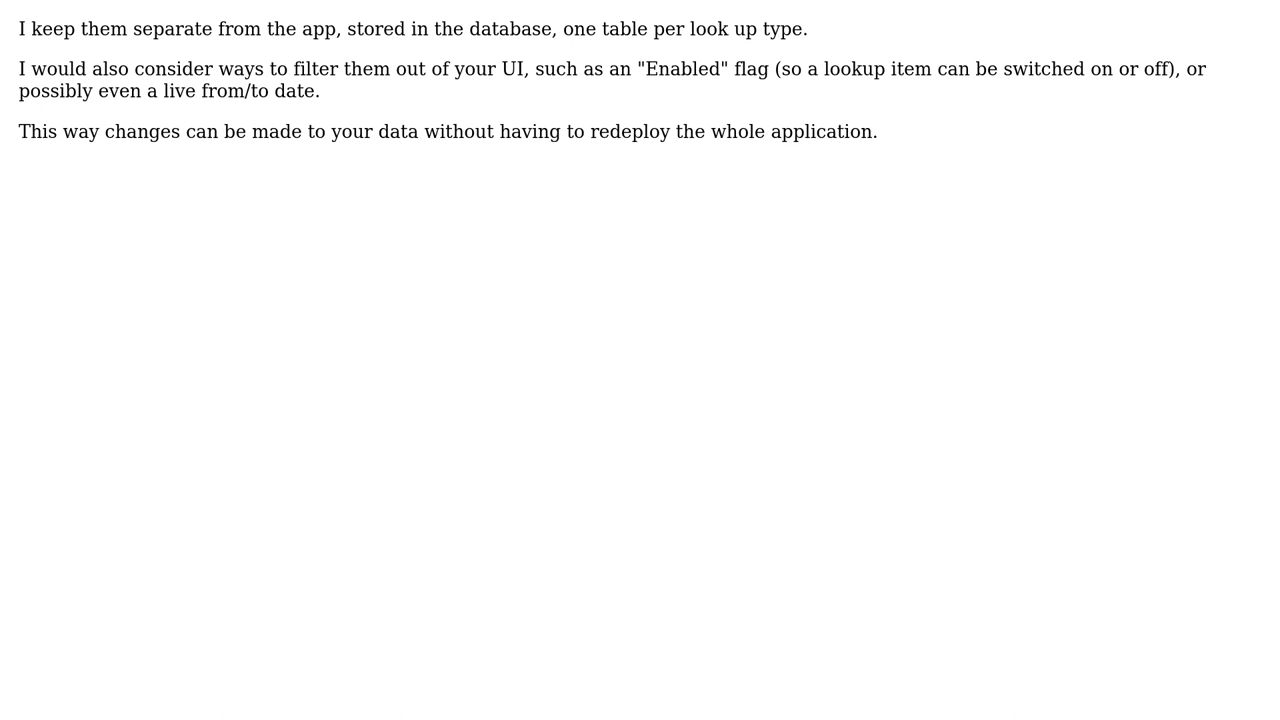 I keep them separate from the app, stored in the database, one table per look up type.
I would also consider ways to filter them out of your UI, such as an "Enabled" flag (so a lookup item can be switched on or off), or
possibly even a live from/to date.
This way changes can be made to your data without having to redeploy the whole application.